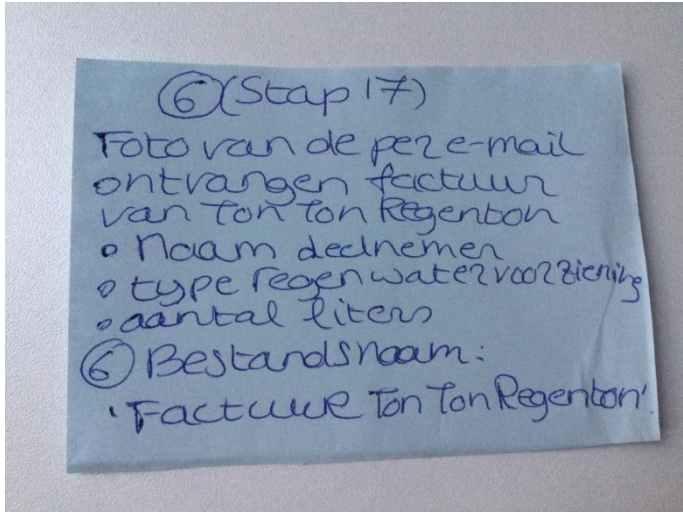 ⑥ (Stap 17)
Foto van de per e-mail
ontvangen factuur
van Ton Ton Regenton
• Naam deelnemer
• type regenwatervoorziening
• aantal liters
⑥ Bestandsnaam:
'Factuur Ton Ton Regenton'.